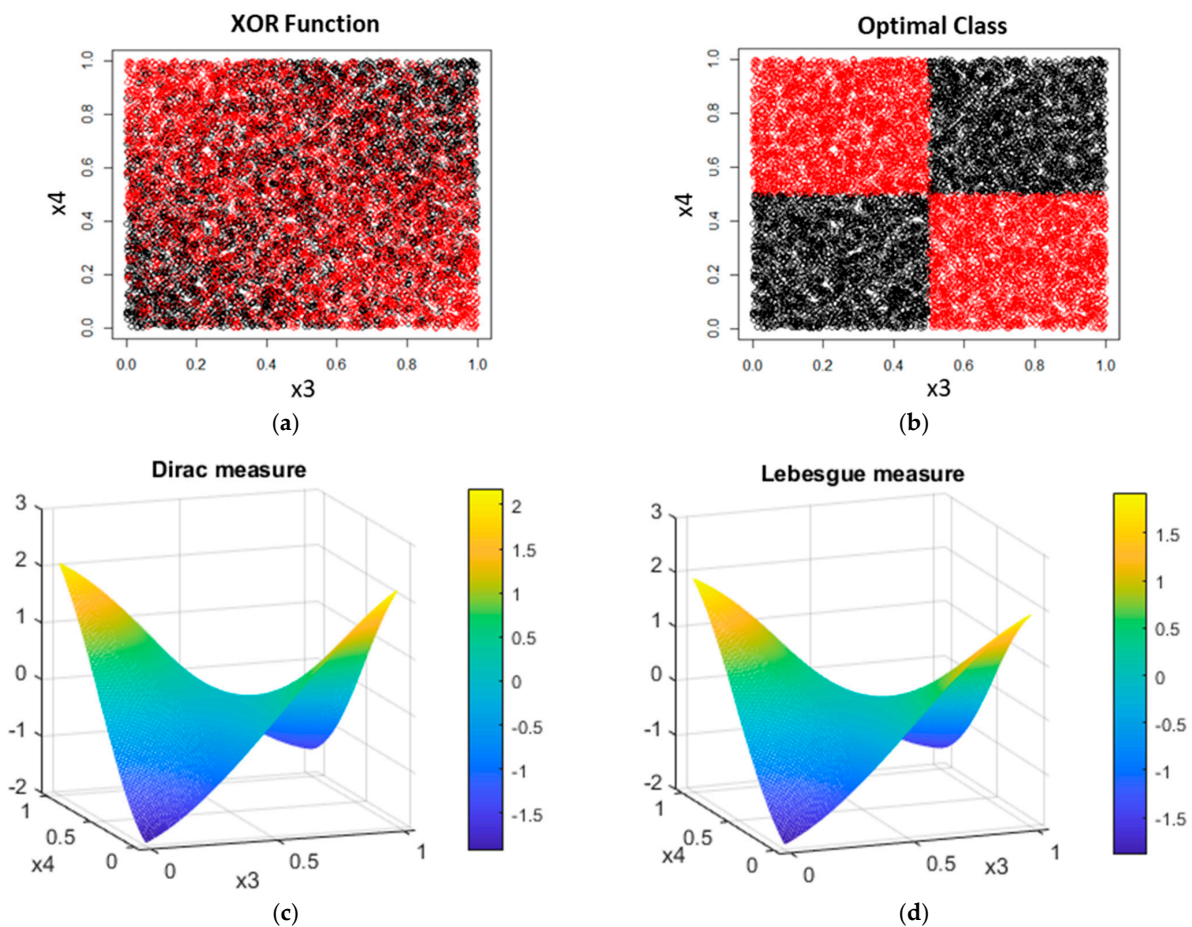 XOR Function
1.0
0.8
0.6
0.4
0.2
0.0
x4
0.0 0.2 0.4 0.6 0.8 1.0
x3
(a)
Optimal Class
1.0
0.8
0.6
0.4
0.2
0.0
x4
0.0 0.2 0.4 0.6 0.8 1.0
x3
(b)
Dirac measure
3
2
1
0
-1
-2
1
0.5
0
x4
0
0.5
1
x3
2
1.5
1
0.5
0
-0.5
-1
-1.5
(c)
Lebesgue measure
3
2
1
0
-1
-2
1
0.5
0
x4
0
0.5
1
x3
1.5
1
0.5
0
-0.5
-1
-1.5
(d)